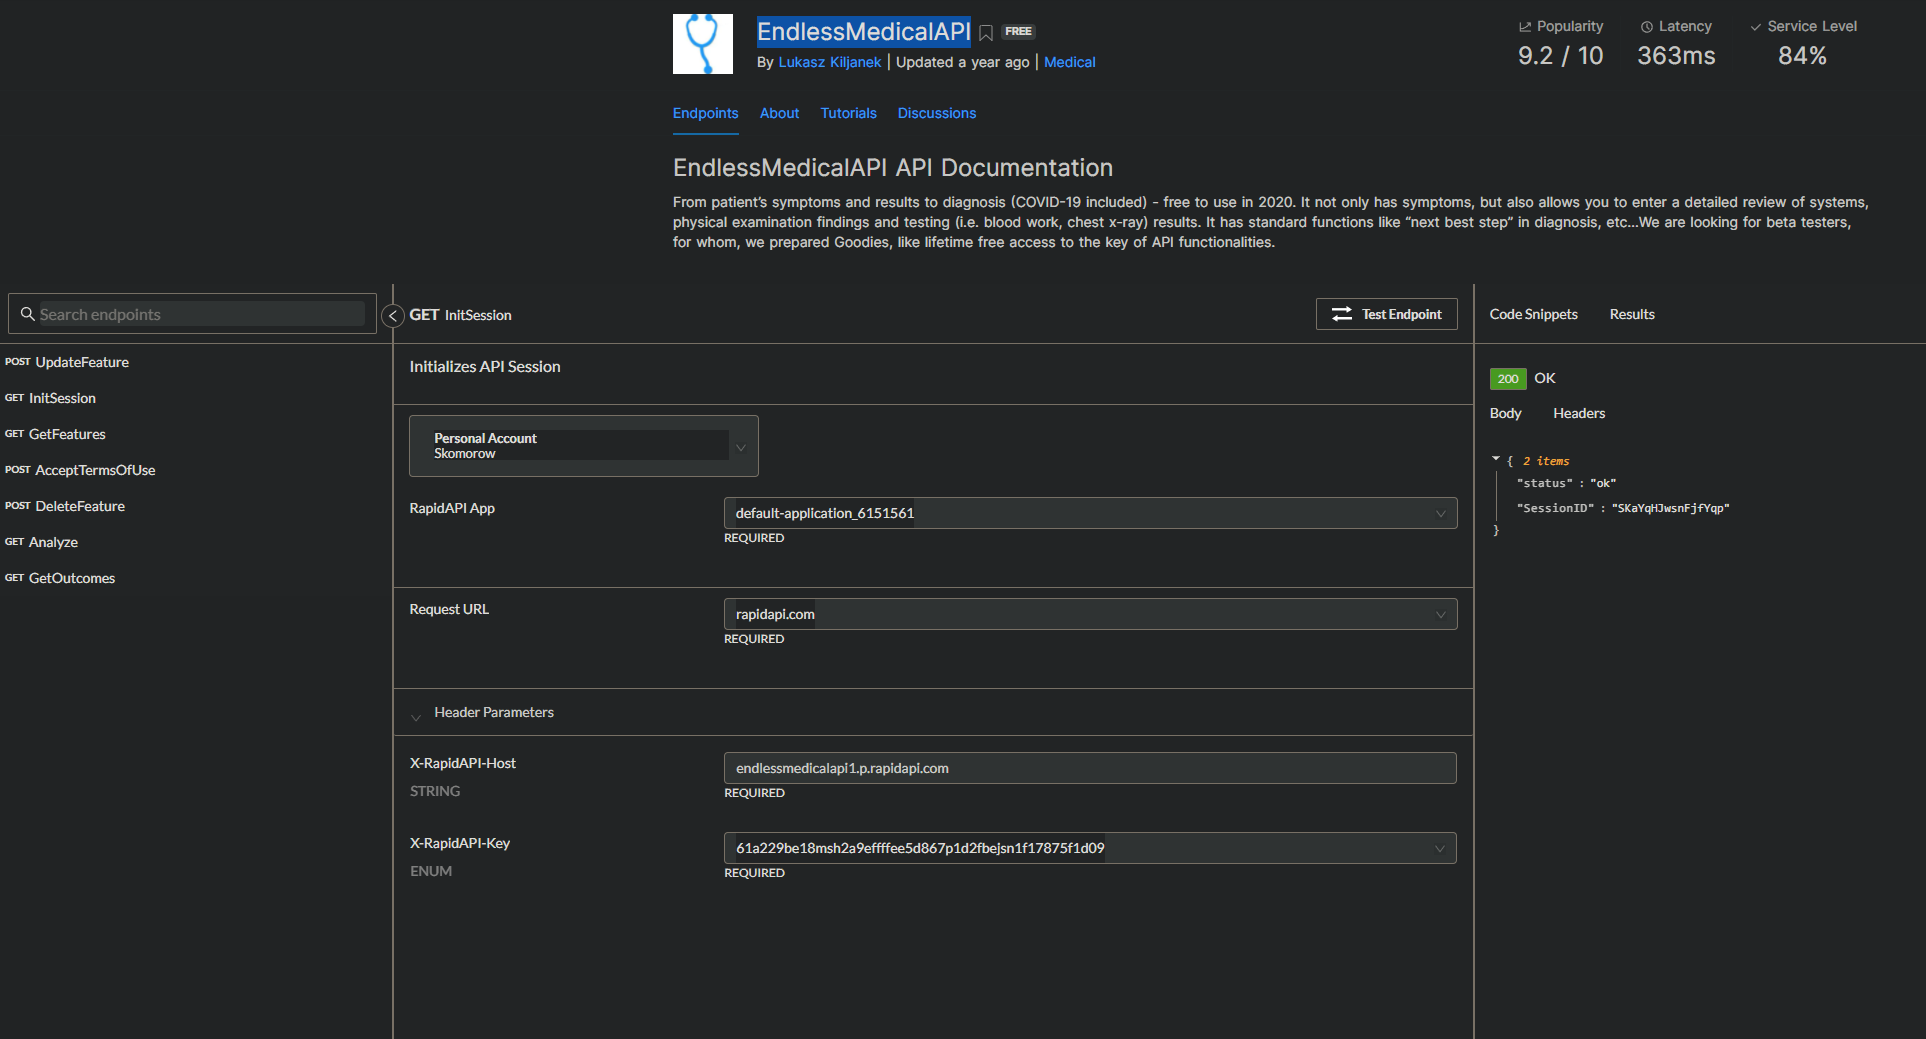 EndlessMedicalAPI FREE
By Lukasz Kiljanek | Updated a year ago | Medical
Popularity
9.2 / 10
Latency
363ms
Service Level
84%
Endpoints About Tutorials Discussions
EndlessMedicalAPI API Documentation
From patient’s symptoms and results to diagnosis (COVID-19 included) - free to use in 2020. It not only has symptoms, but also allows you to enter a detailed review of systems,
physical examination findings and testing (i.e. blood work, chest x-ray) results. It has standard functions like “next best step” in diagnosis, etc...We are looking for beta testers,
for whom, we prepared Goodies, like lifetime free access to the key of API functionalities.
Search endpoints
POST UpdateFeature
GET InitSession
GET GetFeatures
POST AcceptTermsOfUse
POST DeleteFeature
GET Analyze
GET GetOutcomes
GET InitSession
Test Endpoint
Initializes API Session
Personal Account
Skomorow
RapidAPI App
default-application_6151561
REQUIRED
Request URL
rapidapi.com
REQUIRED
Header Parameters
X-RapidAPI-Host
STRING
endlessmedicalapi1.p.rapidapi.com
REQUIRED
X-RapidAPI-Key
ENUM
61a229be18msh2a9effffee5d867p1d2fbejsn1f17875f1d09
REQUIRED
Code Snippets Results
200 OK
Body Headers
{ 2 items
"status" : "ok"
"SessionID" : "SKaYqHJwsnFjfYqp"
}